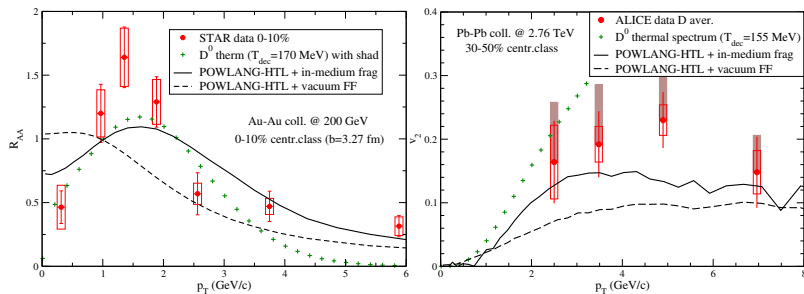 2
1.5
1
0.5
0
R_AA
0 1 2 3 4 5 6
p_T (GeV/c)
STAR data 0-10%
D^0 therm (T_dec=170 MeV) with shad
POWLANG-HTL + in-medium frag
POWLANG-HTL + vacuum FF
Au-Au coll. @ 200 GeV
0-10% centr.class (b=3.27 fm)
0.4
0.3
0.2
0.1
0
v_2
0 2 4 6 8
p_T (GeV/c)
Pb-Pb coll. @ 2.76 TeV
30-50% centr.class
ALICE data D aver.
D^0 thermal spectrum (T_dec=155 MeV)
POWLANG-HTL + in-medium frag
POWLANG-HTL + vacuum FF